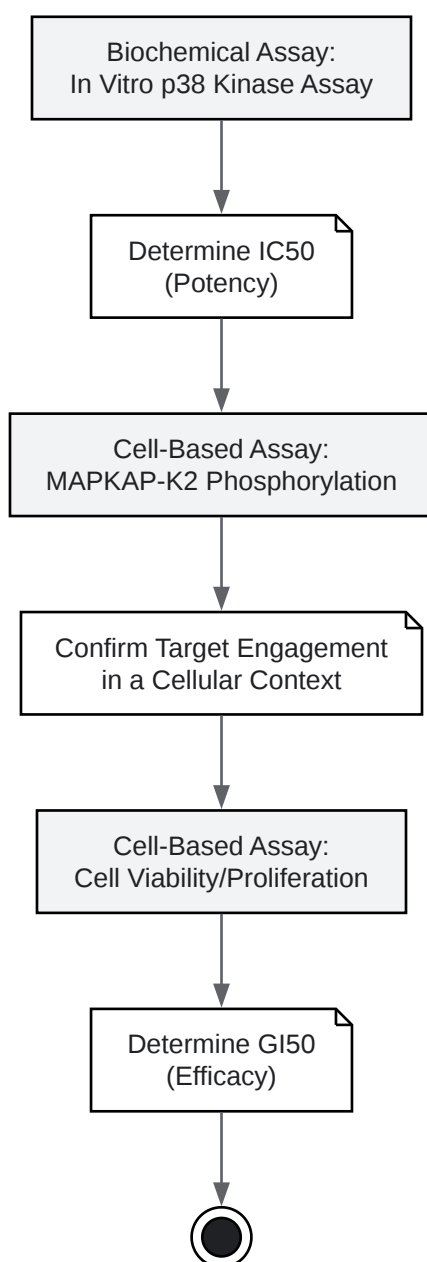 Biochemical Assay:
In Vitro p38 Kinase Assay
Determine IC50
(Potency)
Cell-Based Assay:
MAPKAP-K2 Phosphorylation
Confirm Target Engagement
in a Cellular Context
Cell-Based Assay:
Cell Viability/Proliferation
Determine GI50
(Efficacy)